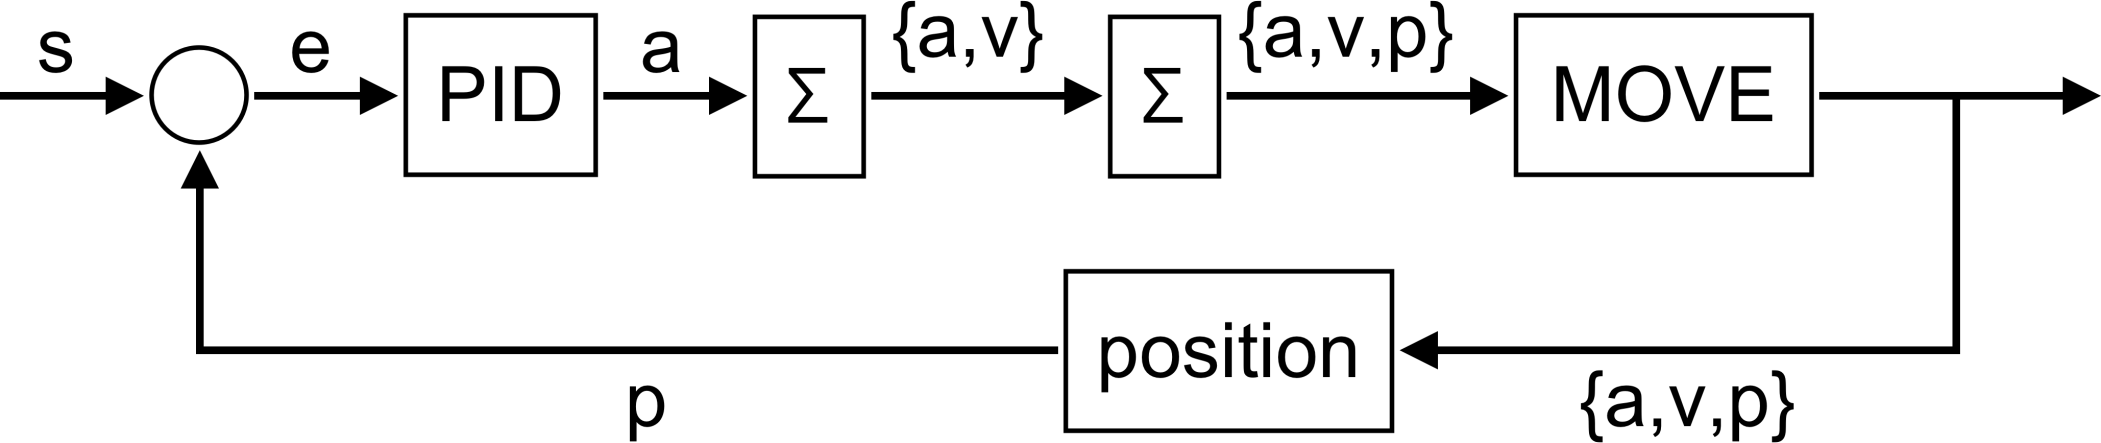 s
e
PID
a
Σ
{a,v}
Σ
{a,v,p}
MOVE
position
{a,v,p}
p